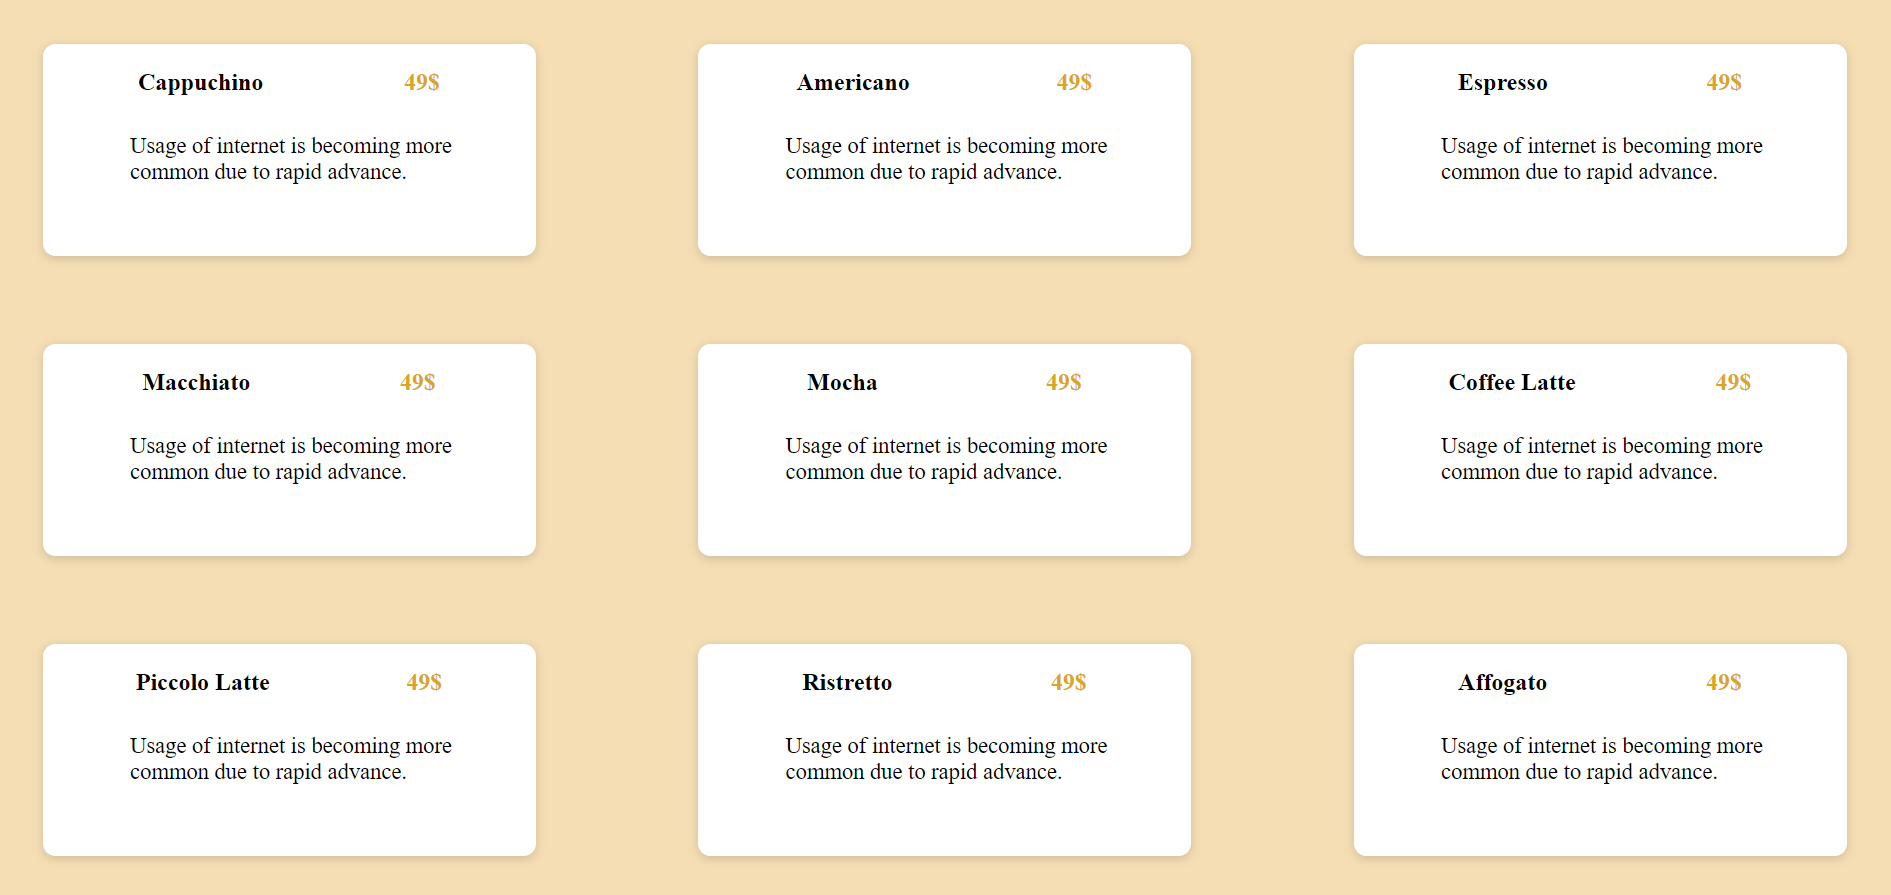 Cappuchino 49$
Usage of internet is becoming more
common due to rapid advance.
Americano 49$
Usage of internet is becoming more
common due to rapid advance.
Espresso 49$
Usage of internet is becoming more
common due to rapid advance.
Macchiato 49$
Usage of internet is becoming more
common due to rapid advance.
Mocha 49$
Usage of internet is becoming more
common due to rapid advance.
Coffee Latte 49$
Usage of internet is becoming more
common due to rapid advance.
Piccolo Latte 49$
Usage of internet is becoming more
common due to rapid advance.
Ristretto 49$
Usage of internet is becoming more
common due to rapid advance.
Affogato 49$
Usage of internet is becoming more
common due to rapid advance.